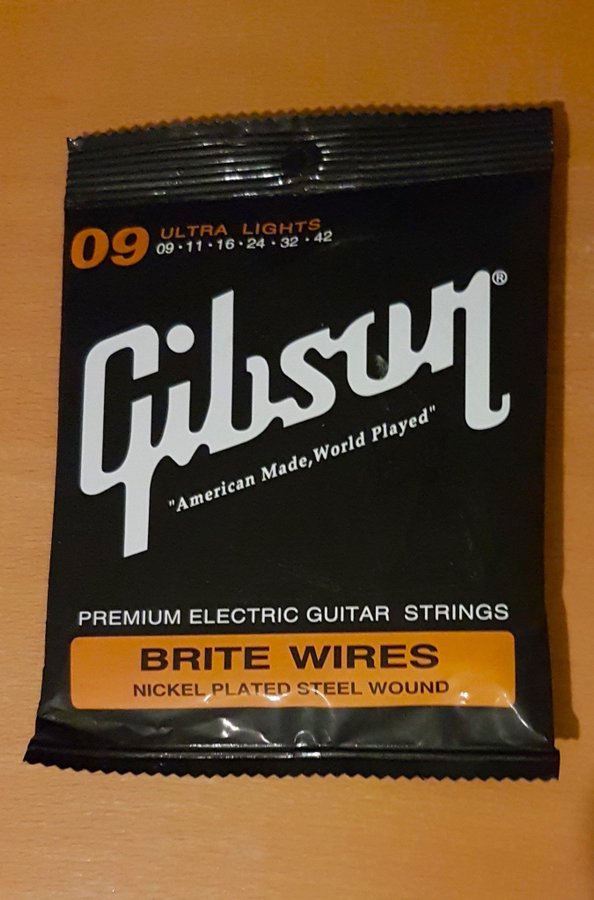 09 ULTRA LIGHTS
09·11·16·24·32·42
Gibson®
"American Made,World Played"
PREMIUM ELECTRIC GUITAR STRINGS
BRITE WIRES
NICKEL PLATED STEEL WOUND